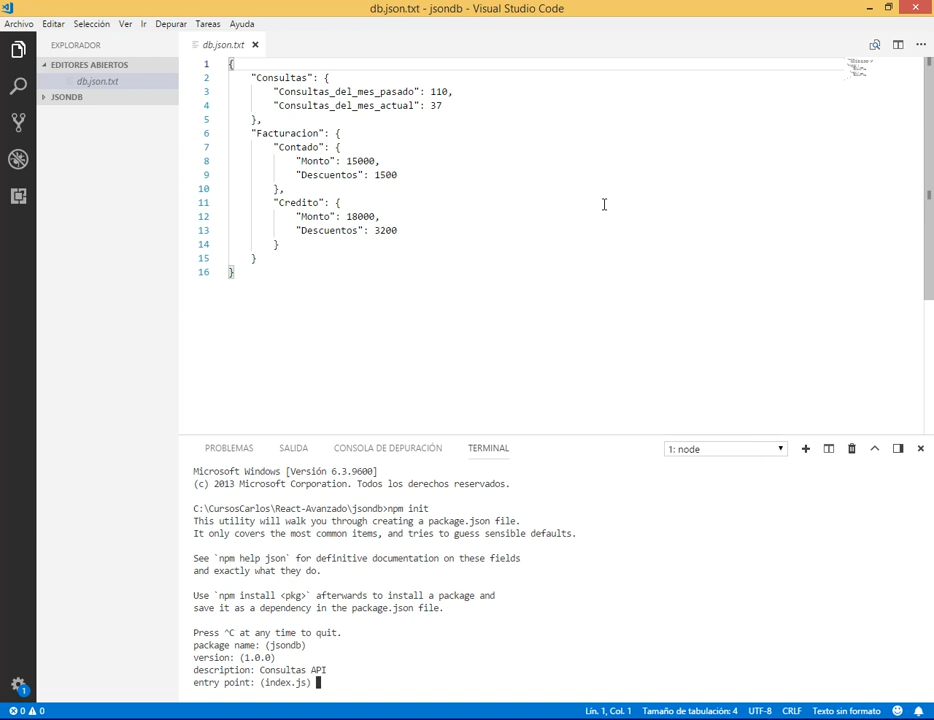 db.json.txt - jsondb - Visual Studio Code
Archivo Editar Selección Ver Ir Depurar Tareas Ayuda
EXPLORADOR
EDITORES ABIERTOS
db.json.txt
JSONDB
db.json.txt
1 {
2 "Consultas": {
3 "Consultas_del_mes_pasado": 110,
4 "Consultas_del_mes_actual": 37
5 },
6 "Facturacion": {
7 "Contado": {
8 "Monto": 15000,
9 "Descuentos": 1500
10 },
11 "Credito": {
12 "Monto": 18000,
13 "Descuentos": 3200
14 }
15 }
16 }
PROBLEMAS SALIDA CONSOLA DE DEPURACIÓN TERMINAL 1: node
Microsoft Windows [Versión 6.3.9600]
(c) 2013 Microsoft Corporation. Todos los derechos reservados.
C:\CursosCarlos\React-Avanzado\jsondb>npm init
This utility will walk you through creating a package.json file.
It only covers the most common items, and tries to guess sensible defaults.
See `npm help json` for definitive documentation on these fields
and exactly what they do.
Use `npm install <pkg>` afterwards to install a package and
save it as a dependency in the package.json file.
Press ^C at any time to quit.
package name: (jsondb)
version: (1.0.0)
description: Consultas API
entry point: (index.js)
1
0 0 Lín. 1, Col. 1 Tamaño de tabulación: 4 UTF-8 CRLF Texto sin formato